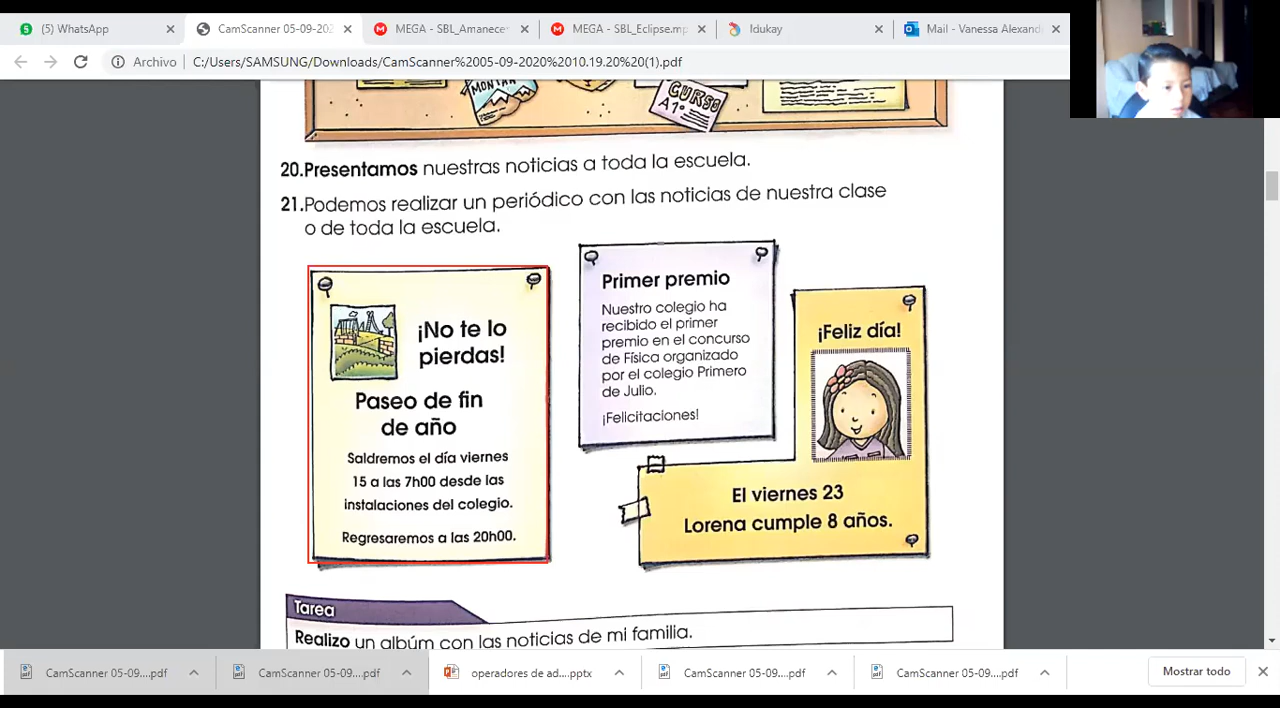 (5) WhatsApp
CamScanner 05-09-202
MEGA - SBL_Amanece
MEGA - SBL_Eclipse.mp
Idukay
Mail - Vanessa Alexand
Archivo
C:/Users/SAMSUNG/Downloads/CamScanner%2005-09-2020%2010.19.20%20(1).pdf
CURSO
A1°
20.Presentamos nuestras noticias a toda la escuela.
21.Podemos realizar un periódico con las noticias de nuestra clase
o de toda la escuela.
¡No te lo
pierdas!
Paseo de fin
de año
Saldremos el día viernes
15 a las 7h00 desde las
instalaciones del colegio.
Regresaremos a las 20h00.
Primer premio
Nuestro colegio ha
recibido el primer
premio en el concurso
de Física organizado
por el colegio Primero
de Julio.
¡Felicitaciones!
¡Feliz día!
El viernes 23
Lorena cumple 8 años.
Tarea
Realizo un albúm con las noticias de mi familia.
CamScanner 05-09....pdf
CamScanner 05-09....pdf
operadores de ad....pptx
CamScanner 05-09....pdf
CamScanner 05-09....pdf
Mostrar todo